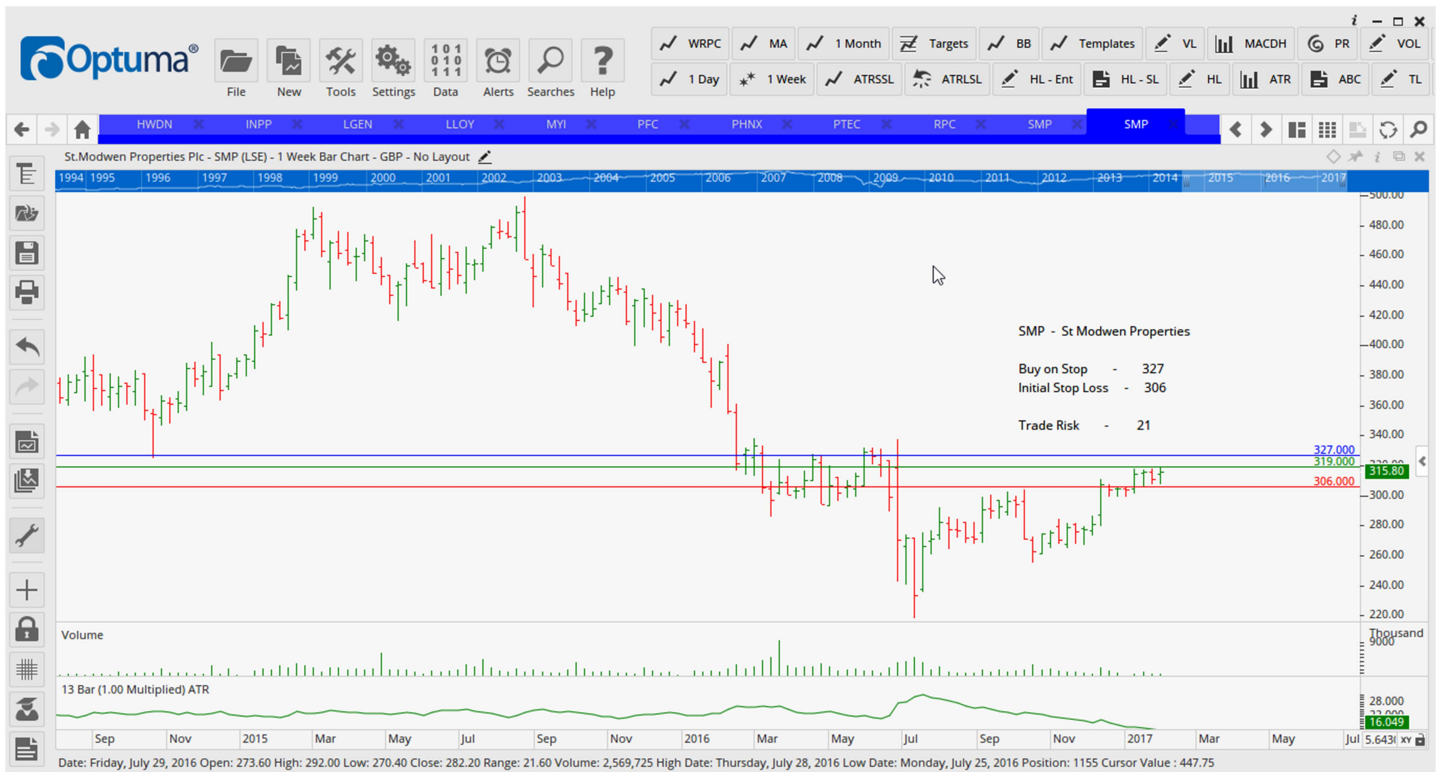 Optuma®
File
New
Tools
Settings
101
010
111
Data
Alerts
Searches
Help
WRPC
MA
1 Month
Targets
BB
Templates
VL
MACDH
PR
VOL
1 Day
1 Week
ATRSSL
ATRLSL
HL - Ent
HL - SL
HL
ATR
ABC
TL
HWDN
INPP
LGEN
LLOY
MYI
PFC
PHNX
PTEC
RPC
SMP
SMP
St.Modwen Properties Plc - SMP (LSE) - 1 Week Bar Chart - GBP - No Layout
1994 1995 1996 1997 1998 1999 2000 2001 2002 2003 2004 2005 2006 2007 2008 2009 2010 2011 2012 2013 2014 2015 2016 2017
500.00
480.00
460.00
440.00
420.00
400.00
380.00
360.00
340.00
SMP - St Modwen Properties
Buy on Stop - 327
Initial Stop Loss - 306
Trade Risk - 21
327.000
319.000
315.80
306.000
300.00
280.00
260.00
240.00
220.00
Volume
Thousand
9000
13 Bar (1.00 Multiplied) ATR
28.000
16.049
Sep Nov 2015 Mar May Jul Sep Nov 2016 Mar May Jul Sep Nov 2017 Mar May Jul
XY
Date: Friday, July 29, 2016 Open: 273.60 High: 292.00 Low: 270.40 Close: 282.20 Range: 21.60 Volume: 2,569,725 High Date: Thursday, July 28, 2016 Low Date: Monday, July 25, 2016 Position: 1155 Cursor Value : 447.75